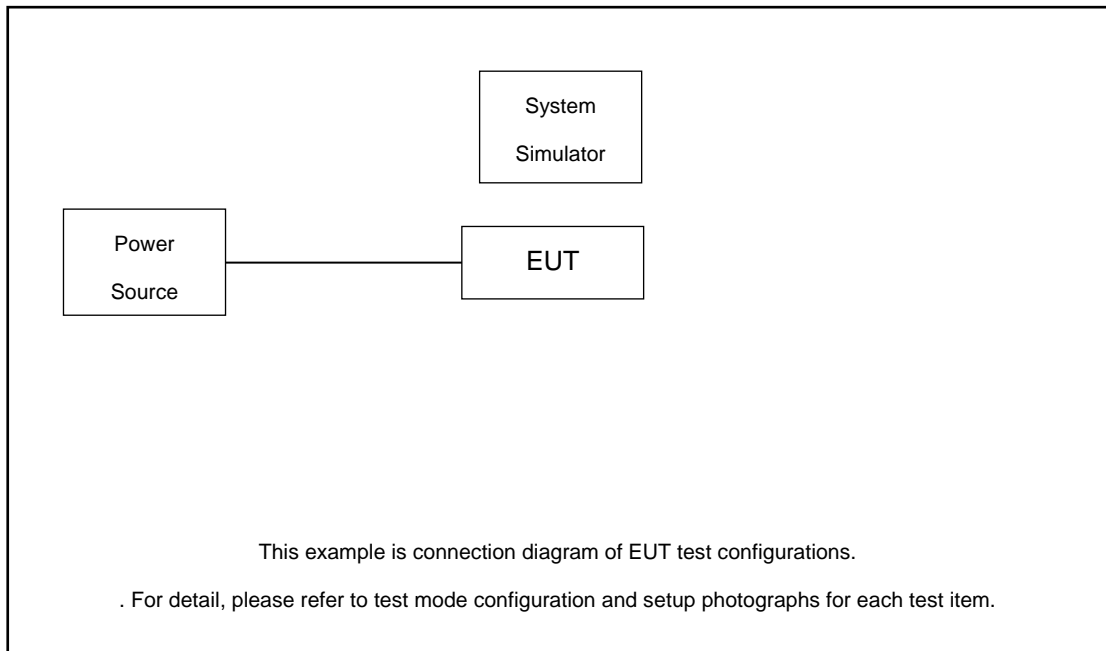 System
Simulator
Power
Source
EUT
This example is connection diagram of EUT test configurations.
. For detail, please refer to test mode configuration and setup photographs for each test item.